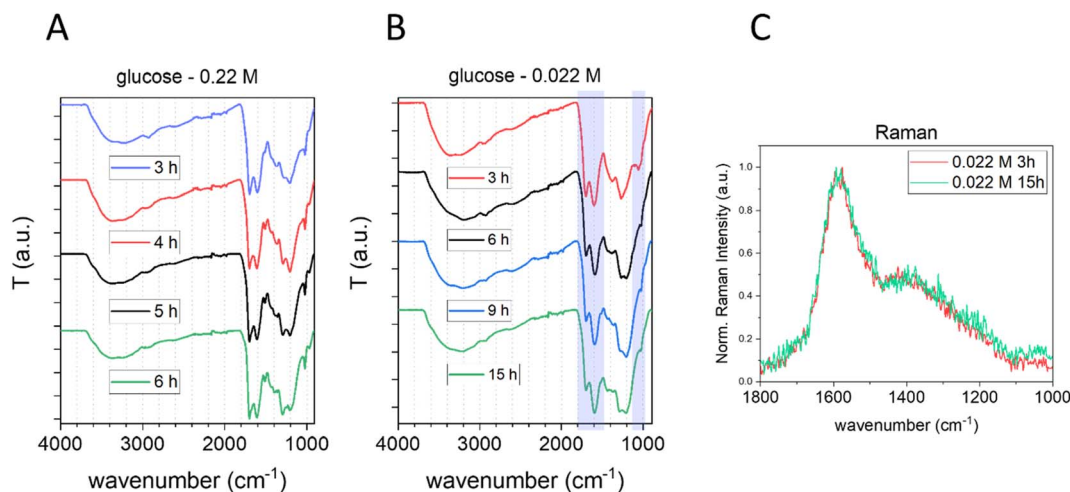 A
glucose - 0.22 M
T (a.u.)
3 h
4 h
5 h
6 h
4000 3000 2000 1000
wavenumber (cm-1)
B
glucose - 0.022 M
T (a.u.)
3 h
6 h
9 h
15 h
4000 3000 2000 1000
wavenumber (cm-1)
C
Raman
Norm. Raman Intensity (a.u.)
1.0
0.8
0.6
0.4
0.2
0.0
0.022 M 3h
0.022 M 15h
1800 1600 1400 1200 1000
wavenumber (cm-1)